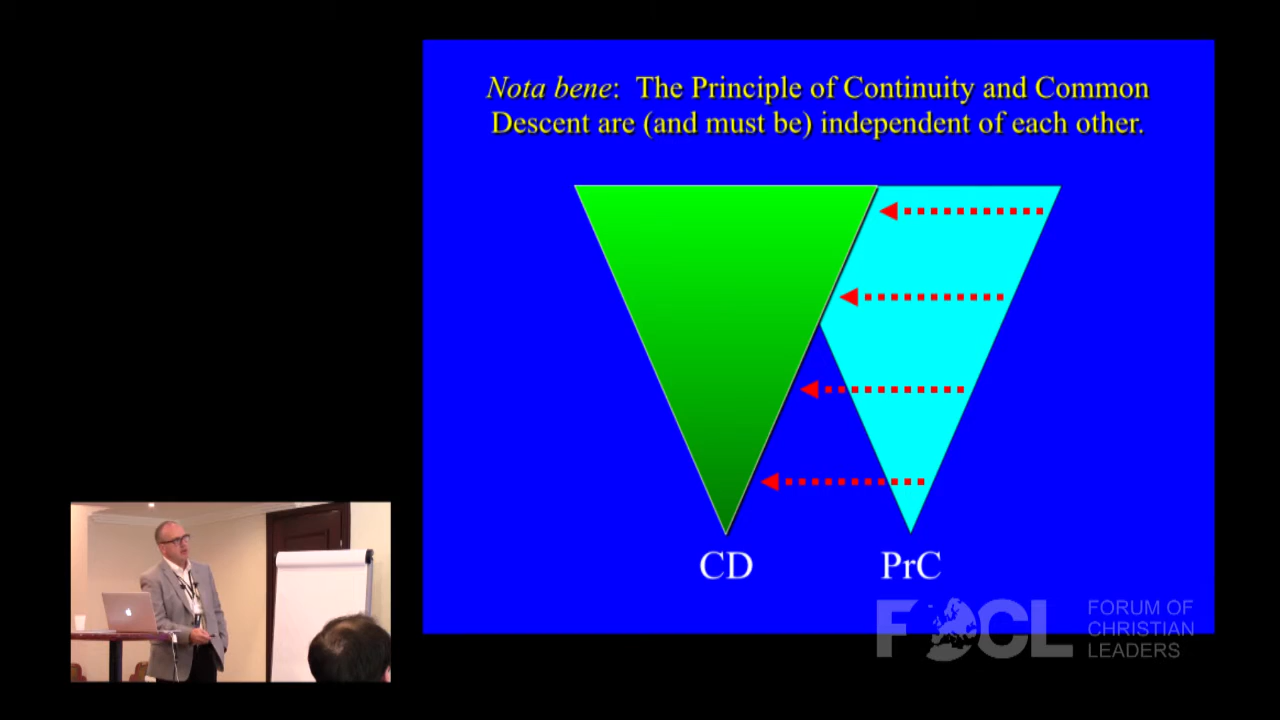 Nota bene: The Principle of Continuity and Common
Descent are (and must be) independent of each other.
CD
PrC
FOCL
FORUM OF
CHRISTIAN
LEADERS